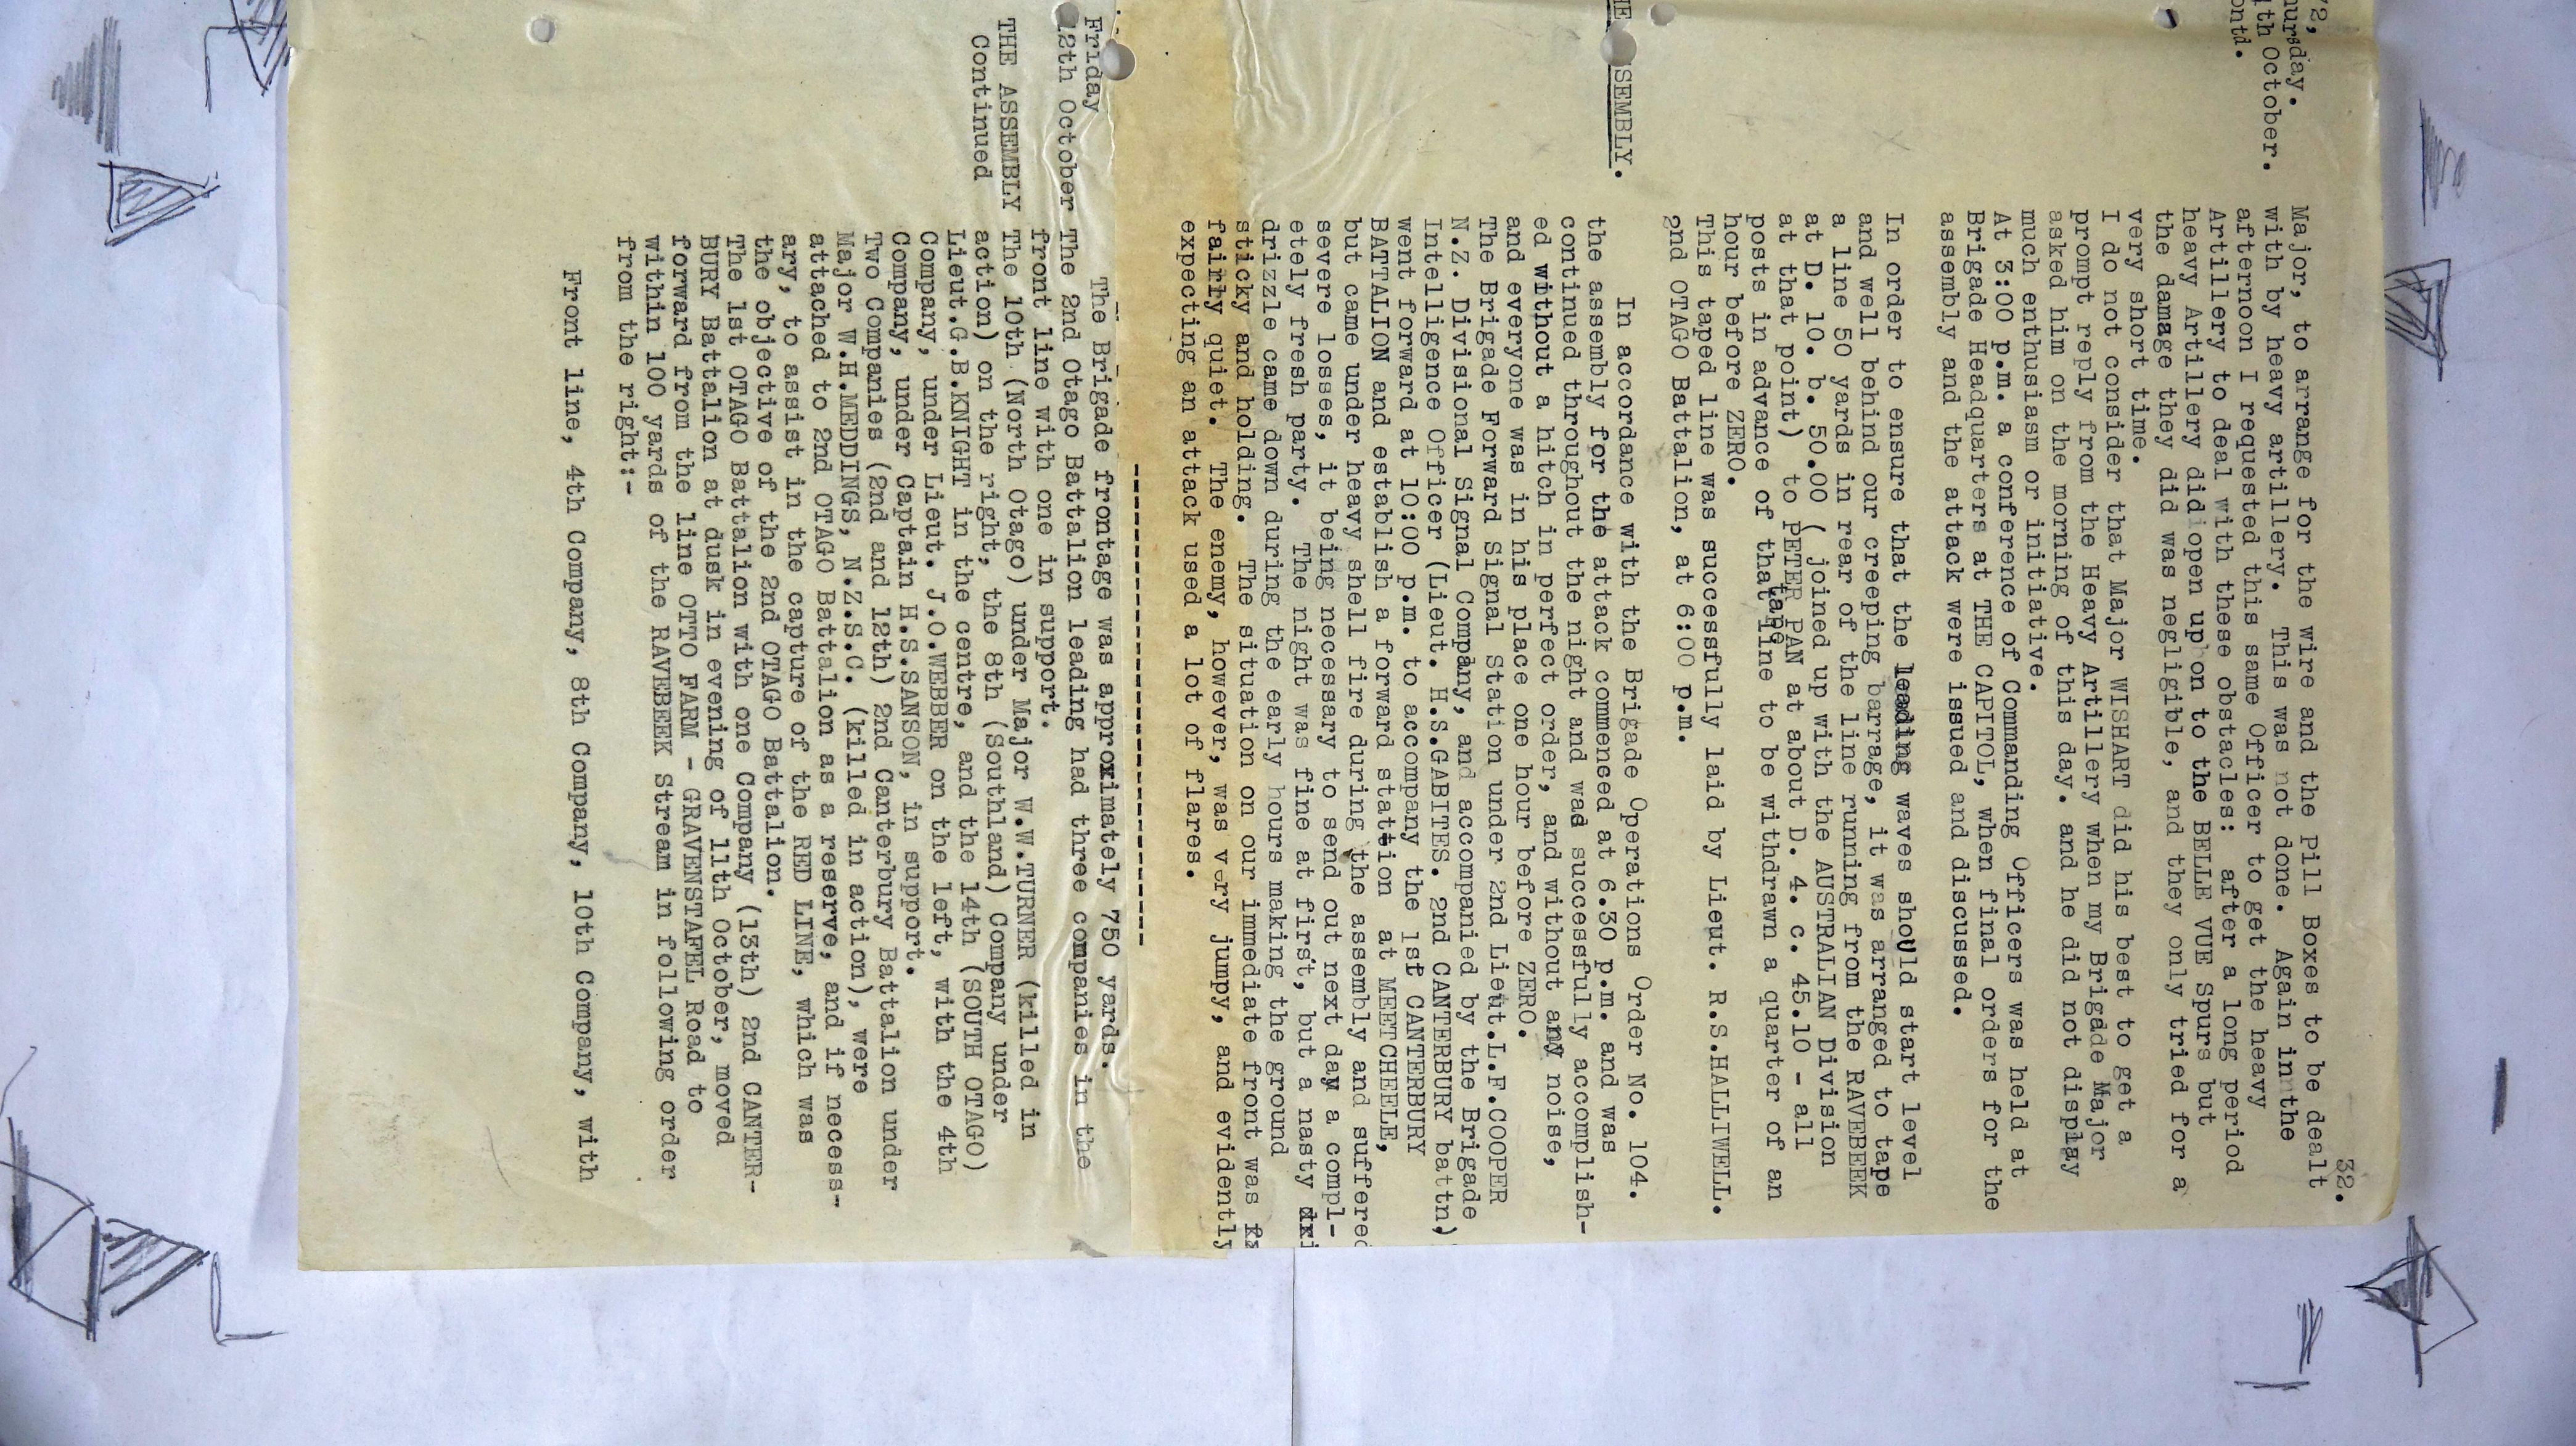 32.
72,
hursday.
1th October.
ontd.
Major, to arrange for the wire and the Pill Boxes to be dealt
with by heavy artillery. This was not done. Again in the
afternoon I requested this same Officer to get the heavy
Artillery to deal with these obstacles: after a long period
heavy Artillery did open up on to the BELLE VUE Spurs but
the damage they did was negligible, and they only tried for a
very short time.
I do not consider that Major WISHART did his best to get a
prompt reply from the Heavy Artillery when my Brigade Major
asked him on the morning of this day. and he did not display
much enthusiasm or initiative.
At 3:00 p.m. a conference of Commanding Officers was held at
Brigade Headquarters at THE CAPITOL, when final orders for the
assembly and the attack were issued and discussed.
In order to ensure that the leading waves should start level
and well behind our creeping barrage, it was arranged to tape
a line 50 yards in rear of the line running from the RAVEBEEK
at D. 10. b. 50.00 ( joined up with the AUSTRALIAN Division
at that point) to PETER PAN at about D. 4. c. 45.10 - all
posts in advance of that tape line to be withdrawn a quarter of an
hour before ZERO.
This taped line was successfully laid by Lieut. R.S.HALLIWELL.
2nd OTAGO Battalion, at 6:00 p.m.
HE SSEMBLY.
In accordance with the Brigade Operations Order No. 104.
the assembly for the attack commenced at 6.30 p.m. and was
continued throughout the night and was successfully accomplish-
ed without a hitch in perfect order, and without any noise,
and everyone was in his place one hour before ZERO.
The Brigade Forward Signal Station under 2nd Lieut.L.F.COOPER
N.Z. Divisional Signal Company, and accompanied by the Brigade
Intelligence Officer (Lieut. H.S.GABITES. 2nd CANTERBURY battn,)
went forward at 10:00 p.m. to accompany the 1st CANTERBURY
BATTALION and establish a forward station at MEETCHEELE,
but came under heavy shell fire during the assembly and suffered
severe losses, it being necessary to send out next day a compl-
etely fresh party. The night was fine at first, but a nasty dri
drizzle came down during the early hours making the ground
sticky and holding. The situation on our immediate front was fx
fairly quiet. The enemy, however, was very jumpy, and evidently
expecting an attack used a lot of flares.
--------------------------------
The Brigade frontage was approximately 750 yards.
Friday
12th October The 2nd Otago Battalion leading had three companies in the
front line with one in support.
THE ASSEMBLY The 10th (North Otago) under Major W.W.TURNER (killed in
Continued action) on the right, the 8th (Southland) Company under
Lieut.G.B.KNIGHT in the centre, and the 14th (SOUTH OTAGO)
Company, under Lieut. J.O.WEBBER on the left, with the 4th
Company, under Captain H.S.SANSON, in support.
Two Companies (2nd and 12th) 2nd Canterbury Battalion under
Major W.H.MEDDINGS, N.Z.S.C. (killed in action), were
attached to 2nd OTAGO Battalion as a reserve, and if necess-
ary, to assist in the capture of the RED LINE, which was
the objective of the 2nd OTAGO Battalion.
The 1st OTAGO Battalion with one Company (13th) 2nd CANTER-
BURY Battalion at dusk in evening of 11th October, moved
forward from the line OTTO FARM - GRAVENSTAFEL Road to
within 100 yards of the RAVEBEEK Stream in following order
from the right:-
Front line, 4th Company, 8th Company, 10th Company, with